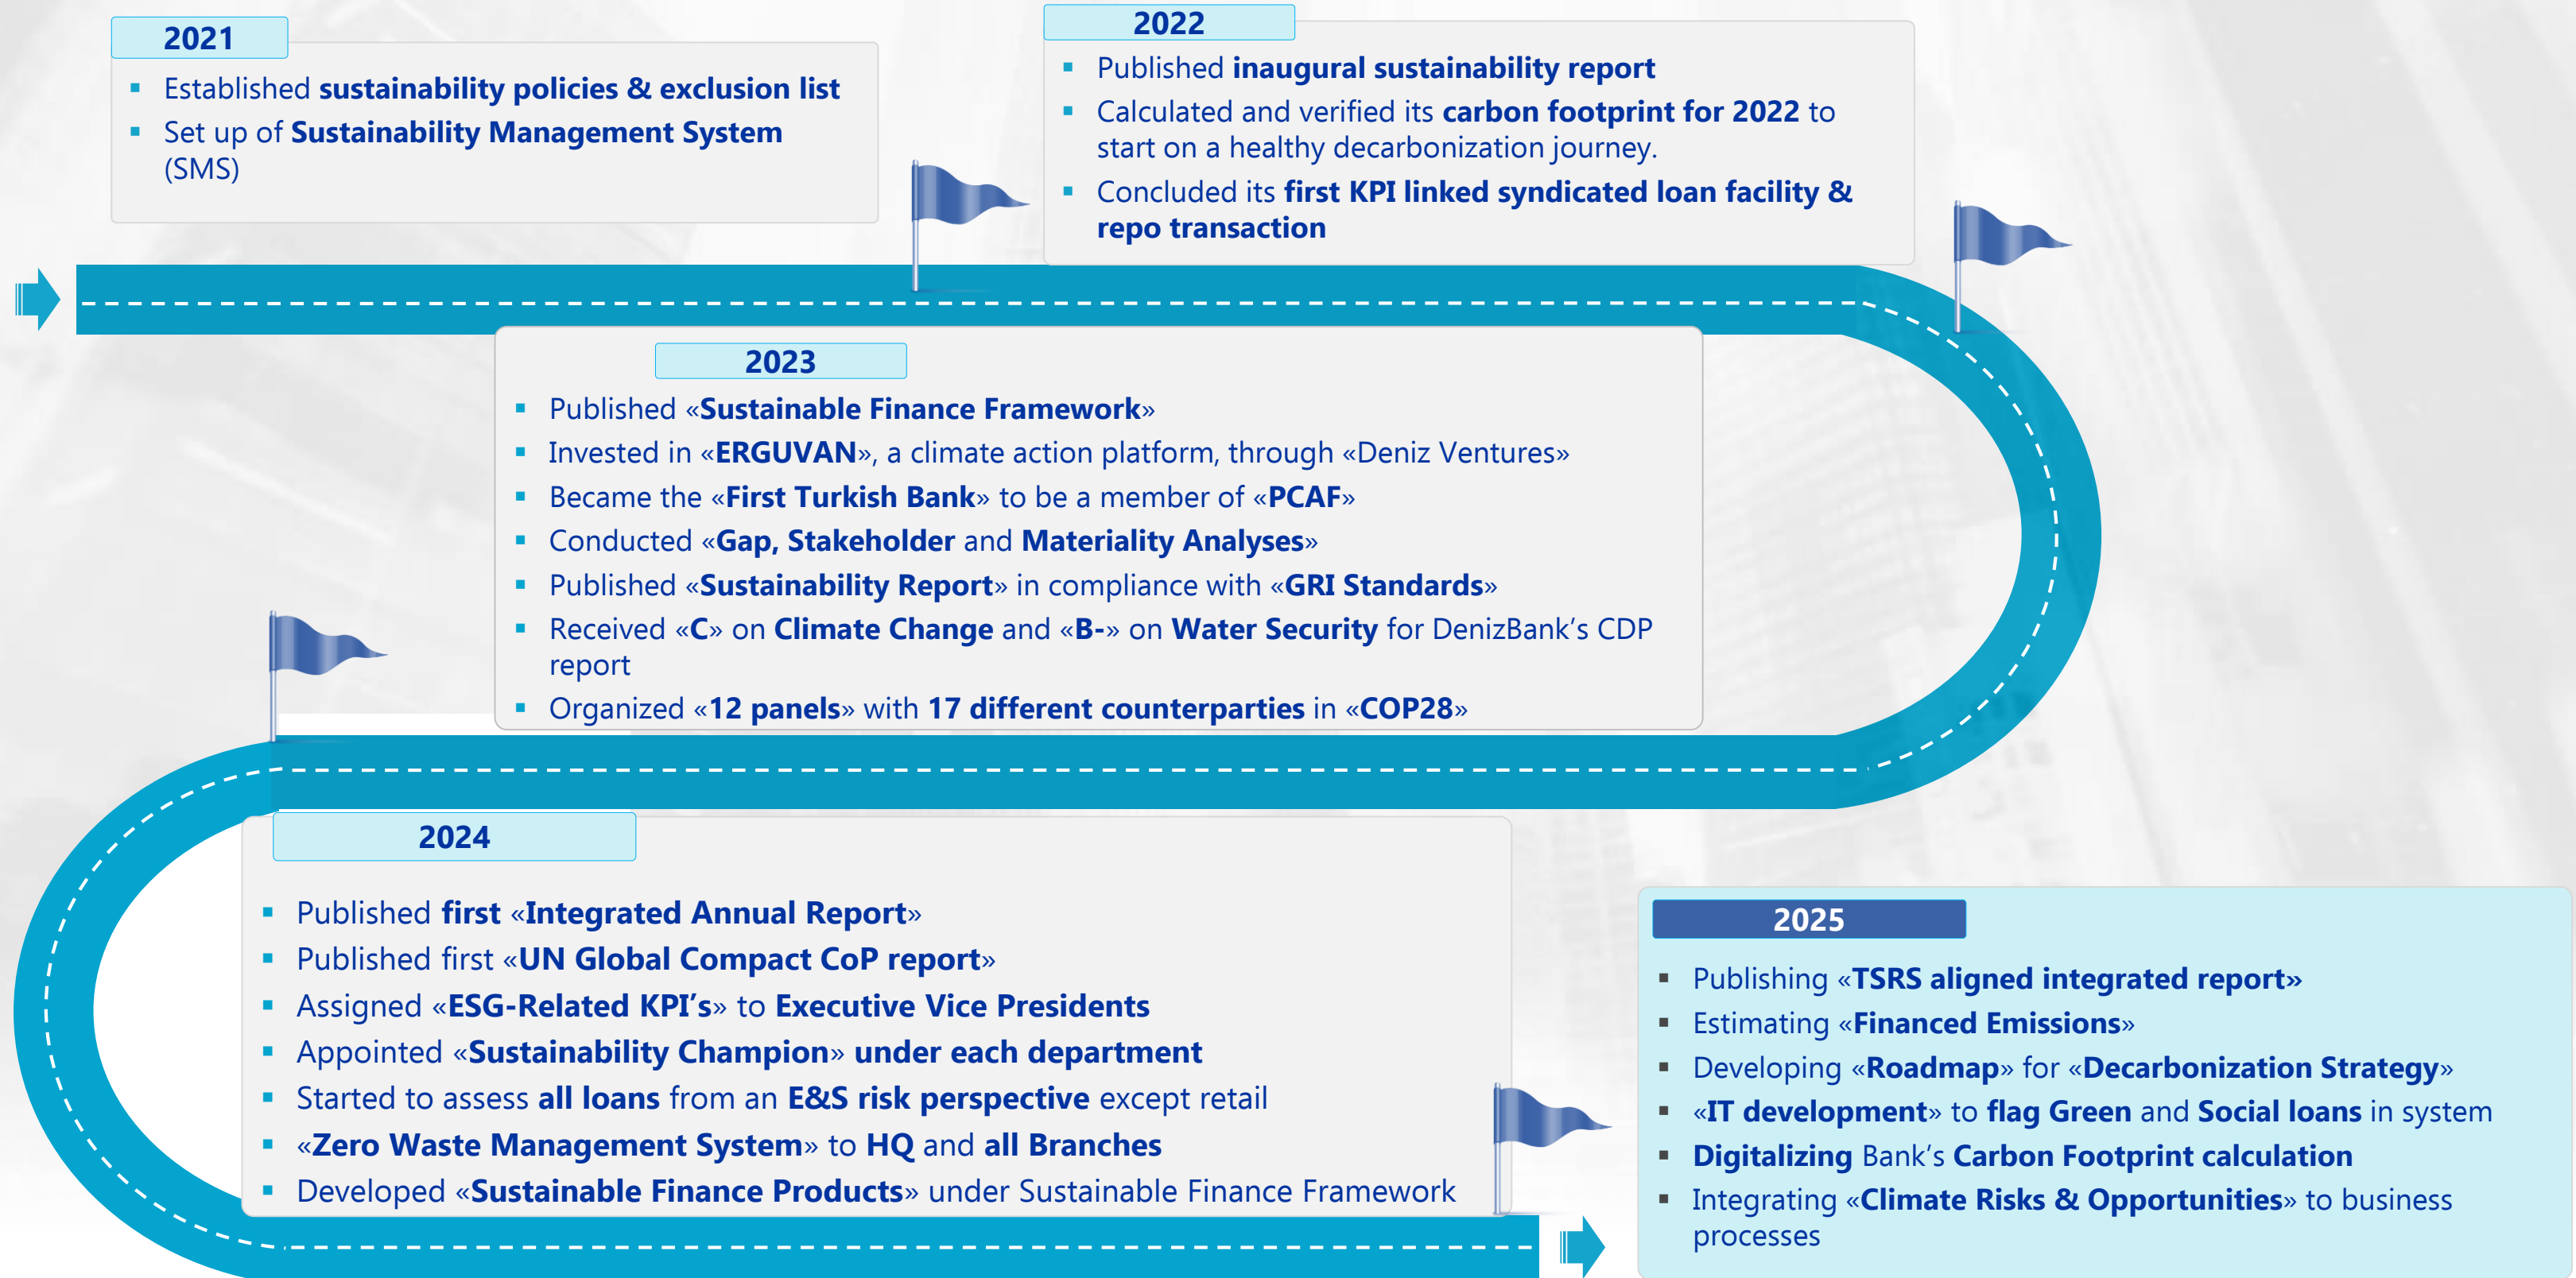 2021
▪ Established sustainability policies & exclusion list
▪ Set up of Sustainability Management System
(SMS)
2022
▪ Published inaugural sustainability report
▪ Calculated and verified its carbon footprint for 2022 to
start on a healthy decarbonization journey.
▪ Concluded its first KPI linked syndicated loan facility &
repo transaction
2023
▪ Published «Sustainable Finance Framework»
▪ Invested in «ERGUVAN», a climate action platform, through «Deniz Ventures»
▪ Became the «First Turkish Bank» to be a member of «PCAF»
▪ Conducted «Gap, Stakeholder and Materiality Analyses»
▪ Published «Sustainability Report» in compliance with «GRI Standards»
▪ Received «C» on Climate Change and «B-» on Water Security for DenizBank’s CDP
report
▪ Organized «12 panels» with 17 different counterparties in «COP28»
2024
▪ Published first «Integrated Annual Report»
▪ Published first «UN Global Compact CoP report»
▪ Assigned «ESG-Related KPI’s» to Executive Vice Presidents
▪ Appointed «Sustainability Champion» under each department
▪ Started to assess all loans from an E&S risk perspective except retail
▪ «Zero Waste Management System» to HQ and all Branches
▪ Developed «Sustainable Finance Products» under Sustainable Finance Framework
2025
▪ Publishing «TSRS aligned integrated report»
▪ Estimating «Financed Emissions»
▪ Developing «Roadmap» for «Decarbonization Strategy»
▪ «IT development» to flag Green and Social loans in system
▪ Digitalizing Bank’s Carbon Footprint calculation
▪ Integrating «Climate Risks & Opportunities» to business
processes